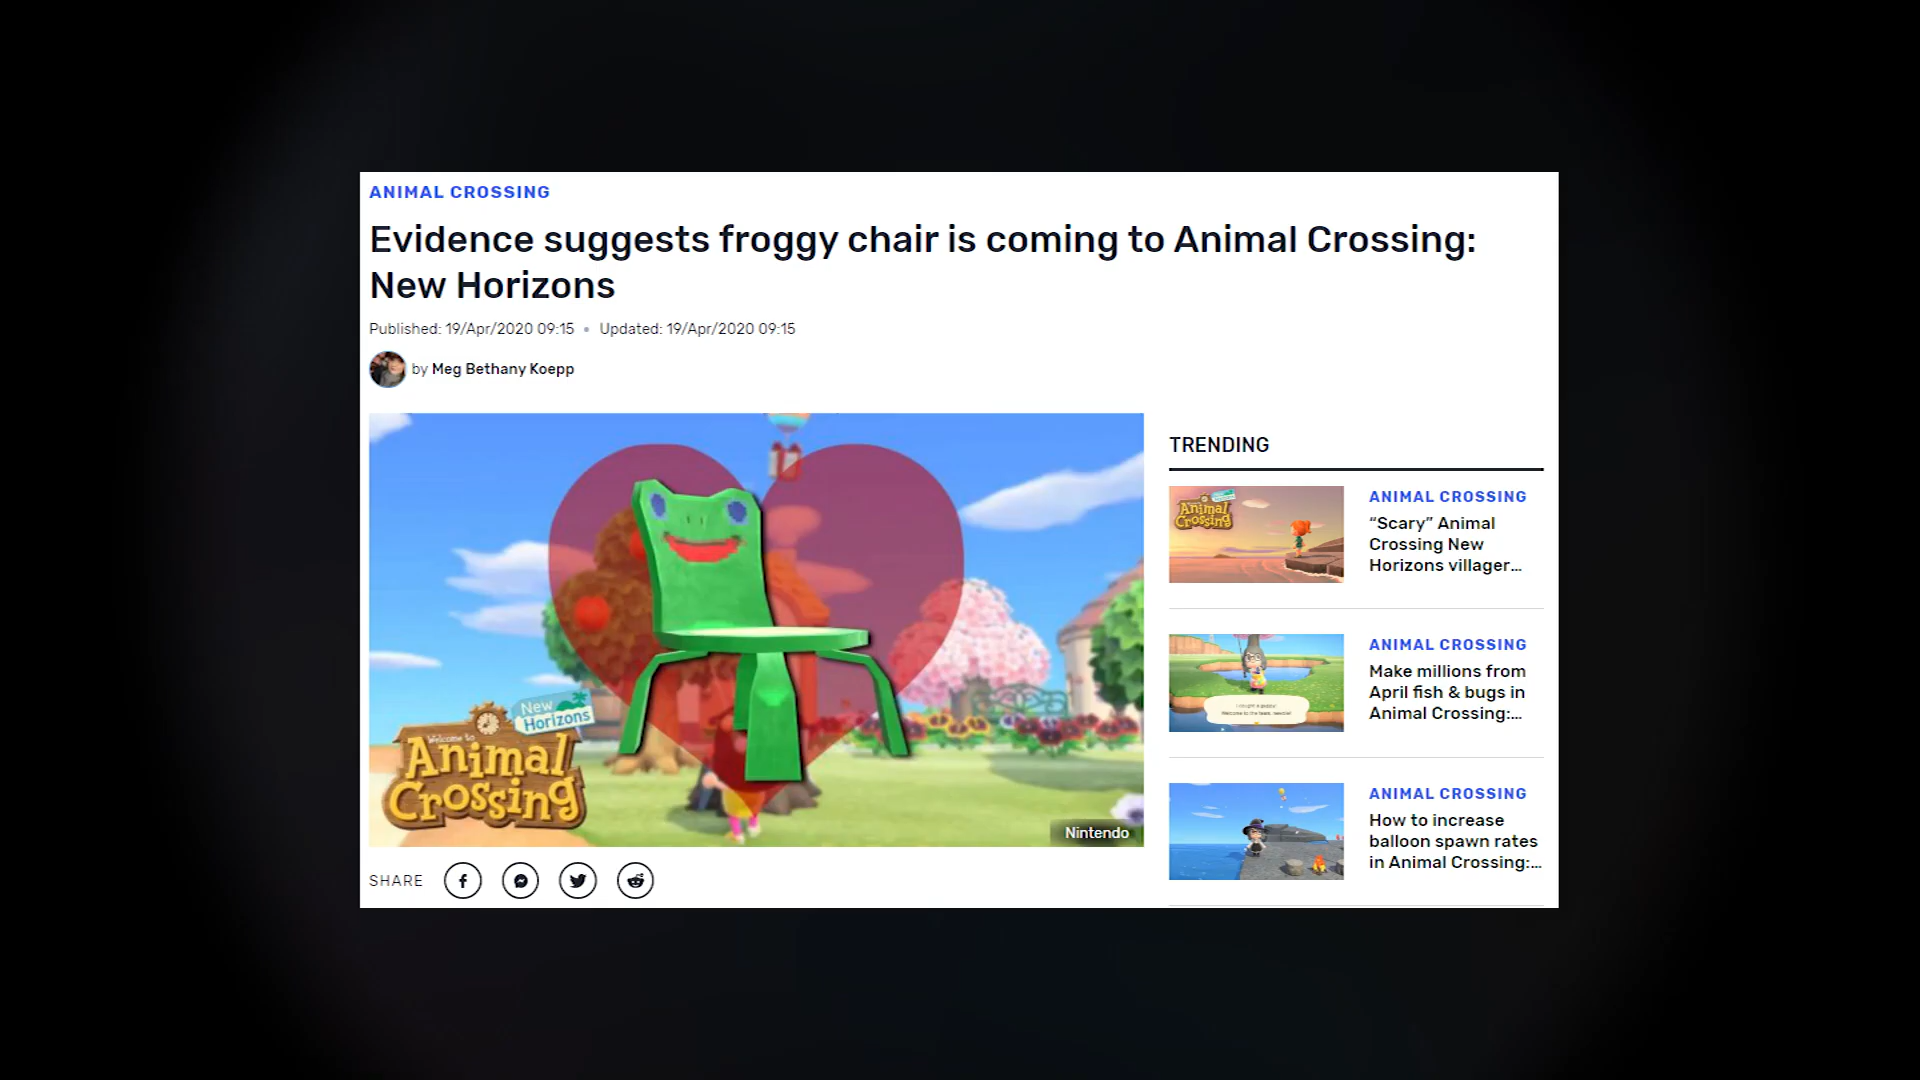 ANIMAL CROSSING
Evidence suggests froggy chair is coming to Animal Crossing:
New Horizons
Published: 19/Apr/2020 09:15 • Updated: 19/Apr/2020 09:15
by Meg Bethany Koepp
New
Horizons
Welcome to
Animal
Crossing
Nintendo
SHARE
TRENDING
Animal
Crossing
ANIMAL CROSSING
“Scary” Animal
Crossing New
Horizons villager...
ANIMAL CROSSING
Make millions from
April fish & bugs in
Animal Crossing:...
ANIMAL CROSSING
How to increase
balloon spawn rates
in Animal Crossing:...